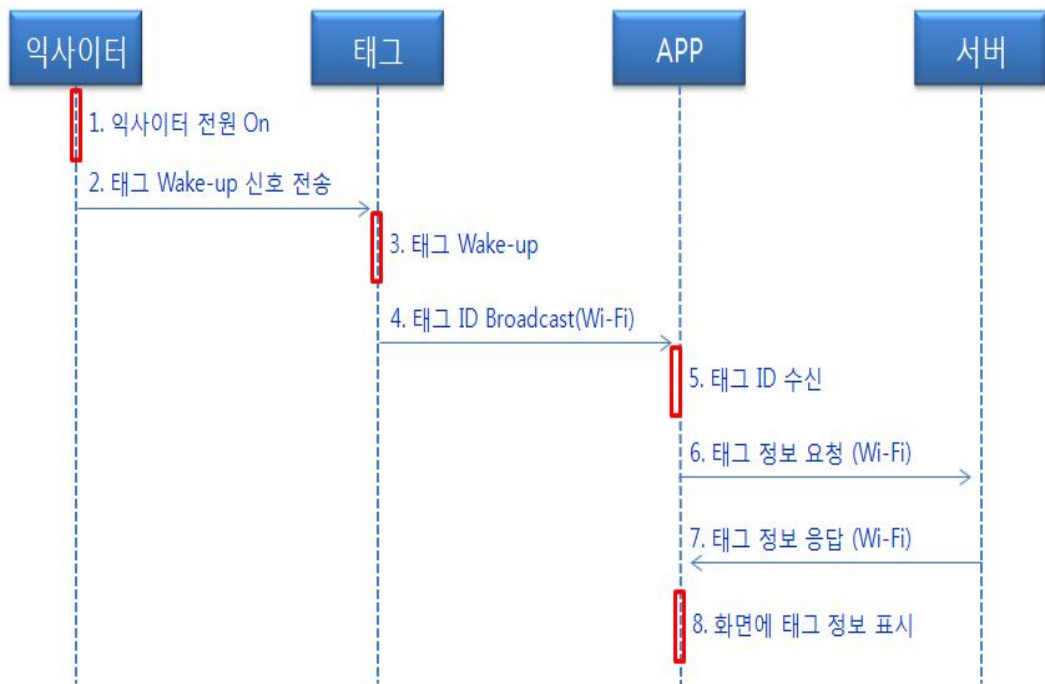 익사이터
태그
APP
서버
1. 익사이터 전원 On
2. 태그 Wake-up 신호 전송
3. 태그 Wake-up
4. 태그 ID Broadcast(Wi-Fi)
5. 태그 ID 수신
6. 태그 정보 요청 (Wi-Fi)
7. 태그 정보 응답 (Wi-Fi)
8. 화면에 태그 정보 표시